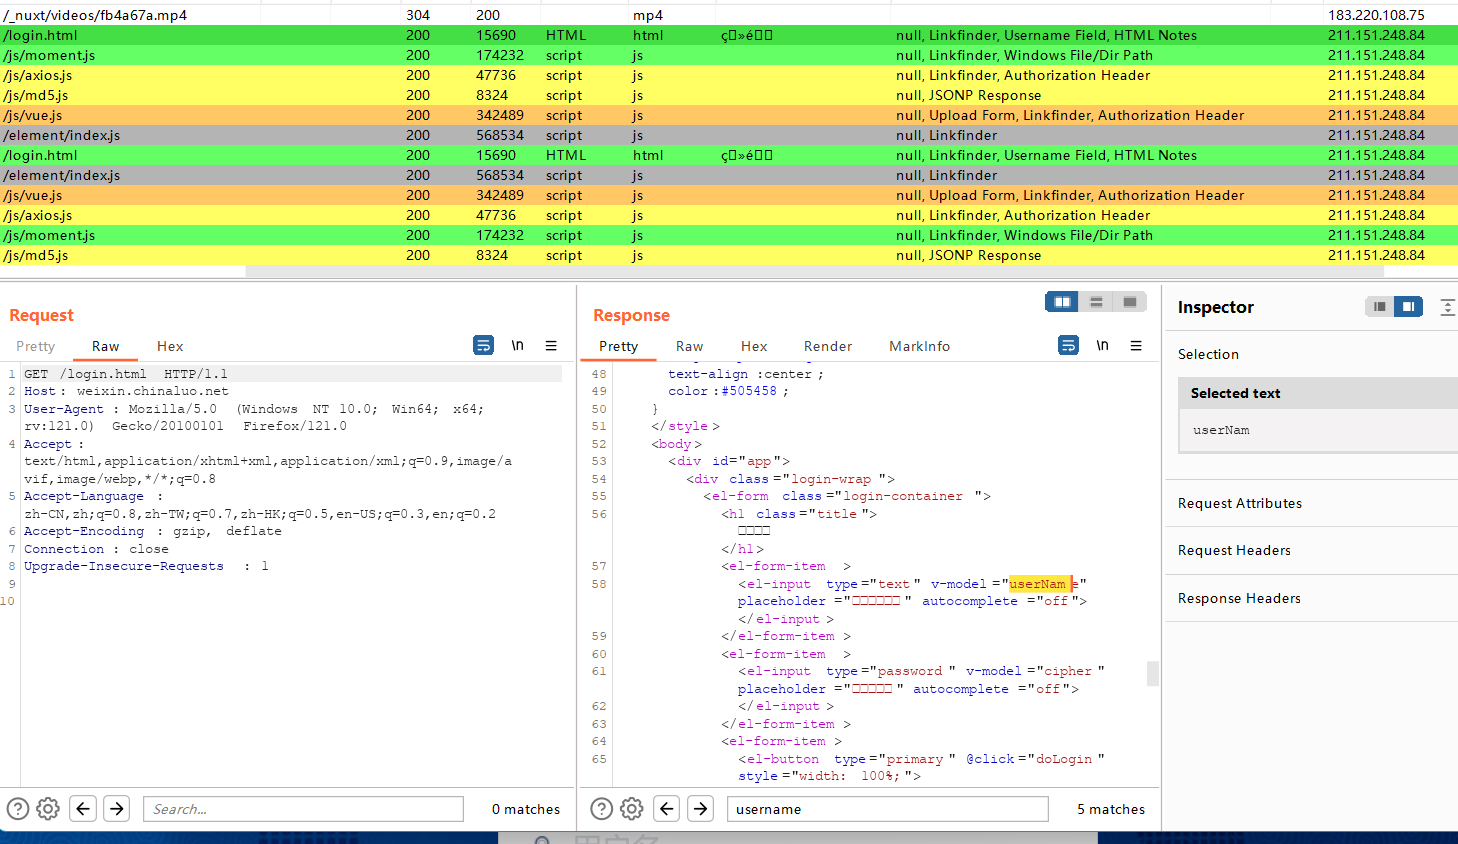 /_nuxt/videos/fb4a67a.mp4 304 200 mp4 183.220.108.75
/login.html 200 15690 HTML html ç□»é□□ null, Linkfinder, Username Field, HTML Notes 211.151.248.84
/js/moment.js 200 174232 script js null, Linkfinder, Windows File/Dir Path 211.151.248.84
/js/axios.js 200 47736 script js null, Linkfinder, Authorization Header 211.151.248.84
/js/md5.js 200 8324 script js null, JSONP Response 211.151.248.84
/js/vue.js 200 342489 script js null, Upload Form, Linkfinder, Authorization Header 211.151.248.84
/element/index.js 200 568534 script js null, Linkfinder 211.151.248.84
/login.html 200 15690 HTML html ç□»é□□ null, Linkfinder, Username Field, HTML Notes 211.151.248.84
/element/index.js 200 568534 script js null, Linkfinder 211.151.248.84
/js/vue.js 200 342489 script js null, Upload Form, Linkfinder, Authorization Header 211.151.248.84
/js/axios.js 200 47736 script js null, Linkfinder, Authorization Header 211.151.248.84
/js/moment.js 200 174232 script js null, Linkfinder, Windows File/Dir Path 211.151.248.84
/js/md5.js 200 8324 script js null, JSONP Response 211.151.248.84
Request
Pretty Raw Hex \n
1 GET /login.html HTTP/1.1
2 Host: weixin.chinaluo.net
3 User-Agent : Mozilla/5.0 (Windows NT 10.0; Win64; x64;
rv:121.0) Gecko/20100101 Firefox/121.0
4 Accept :
text/html,application/xhtml+xml,application/xml;q=0.9,image/a
vif,image/webp,*/*;q=0.8
5 Accept-Language :
zh-CN,zh;q=0.8,zh-TW;q=0.7,zh-HK;q=0.5,en-US;q=0.3,en;q=0.2
6 Accept-Encoding : gzip, deflate
7 Connection : close
8 Upgrade-Insecure-Requests : 1
9
10
Search...
0 matches
Response
Pretty Raw Hex Render MarkInfo \n
48 text-align :center ;
49 color :#505458 ;
50 }
51 </style >
52 <body >
53 <div id="app">
54 <div class ="login-wrap ">
55 <el-form class ="login-container ">
56 <h1 class ="title ">
□□□□
</h1>
57 <el-form-item >
58 <el-input type ="text " v-model ="userName"
placeholder ="□□□□□□ " autocomplete ="off ">
</el-input >
59 </el-form-item >
60 <el-form-item >
61 <el-input type ="password " v-model ="cipher "
placeholder ="□□□□□ " autocomplete ="off">
62 </el-input >
63 </el-form-item >
64 <el-form-item >
65 <el-button type ="primary " @click ="doLogin "
style ="width: 100%; ">
username
5 matches
Inspector
Selection
Selected text
userNam
Request Attributes
Request Headers
Response Headers